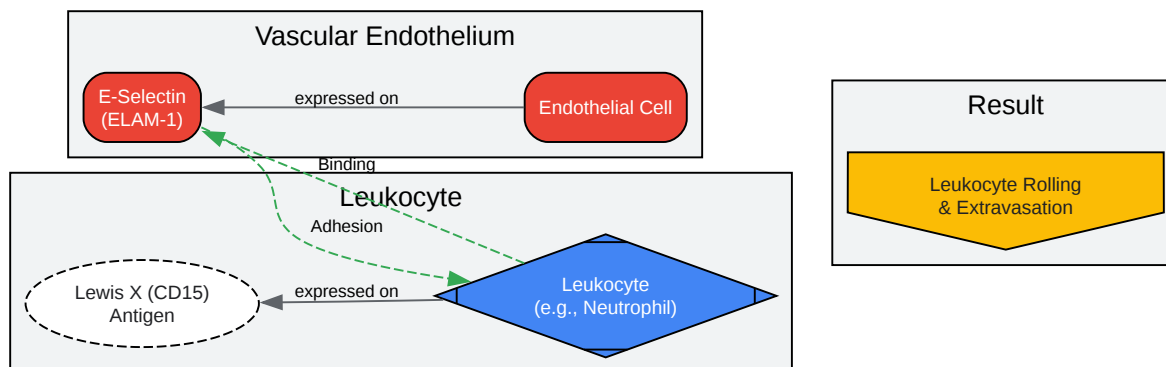 Vascular Endothelium
E-Selectin
(ELAM-1)
expressed on
Endothelial Cell
Binding
Leukocyte
Adhesion
Lewis X (CD15)
Antigen
expressed on
Leukocyte
(e.g., Neutrophil)
Result
Leukocyte Rolling
& Extravasation